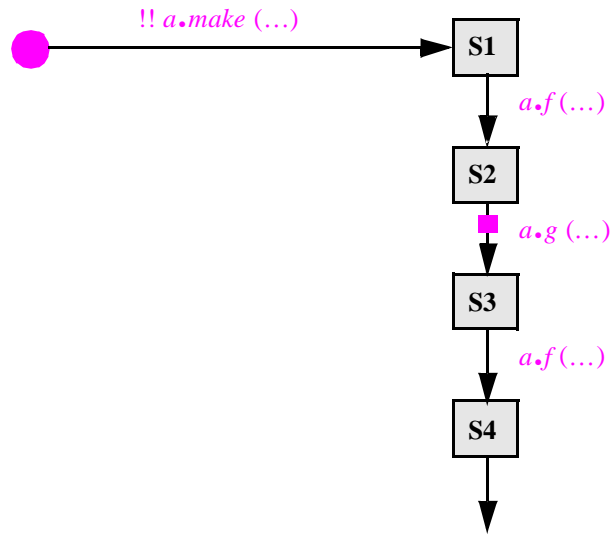 !! a.make (…)
S1
a.f (…)
S2
a.g (…)
S3
a.f (…)
S4